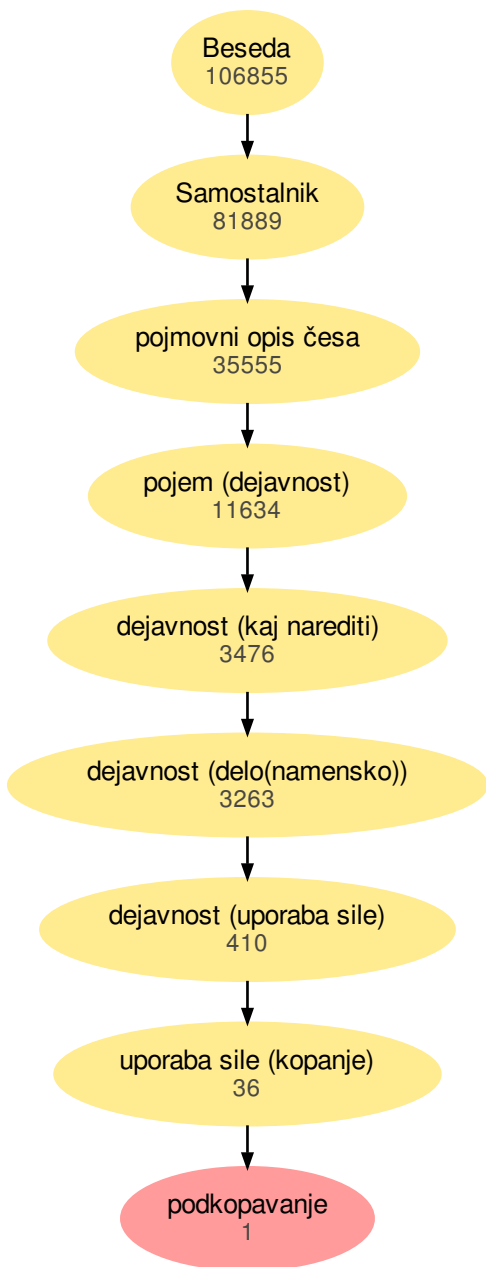 Beseda
106855
Samostalnik
81889
pojmovni opis česa
35555
pojem (dejavnost)
11634
dejavnost (kaj narediti)
3476
dejavnost (delo(namensko))
3263
dejavnost (uporaba sile)
410
uporaba sile (kopanje)
36
podkopavanje
1